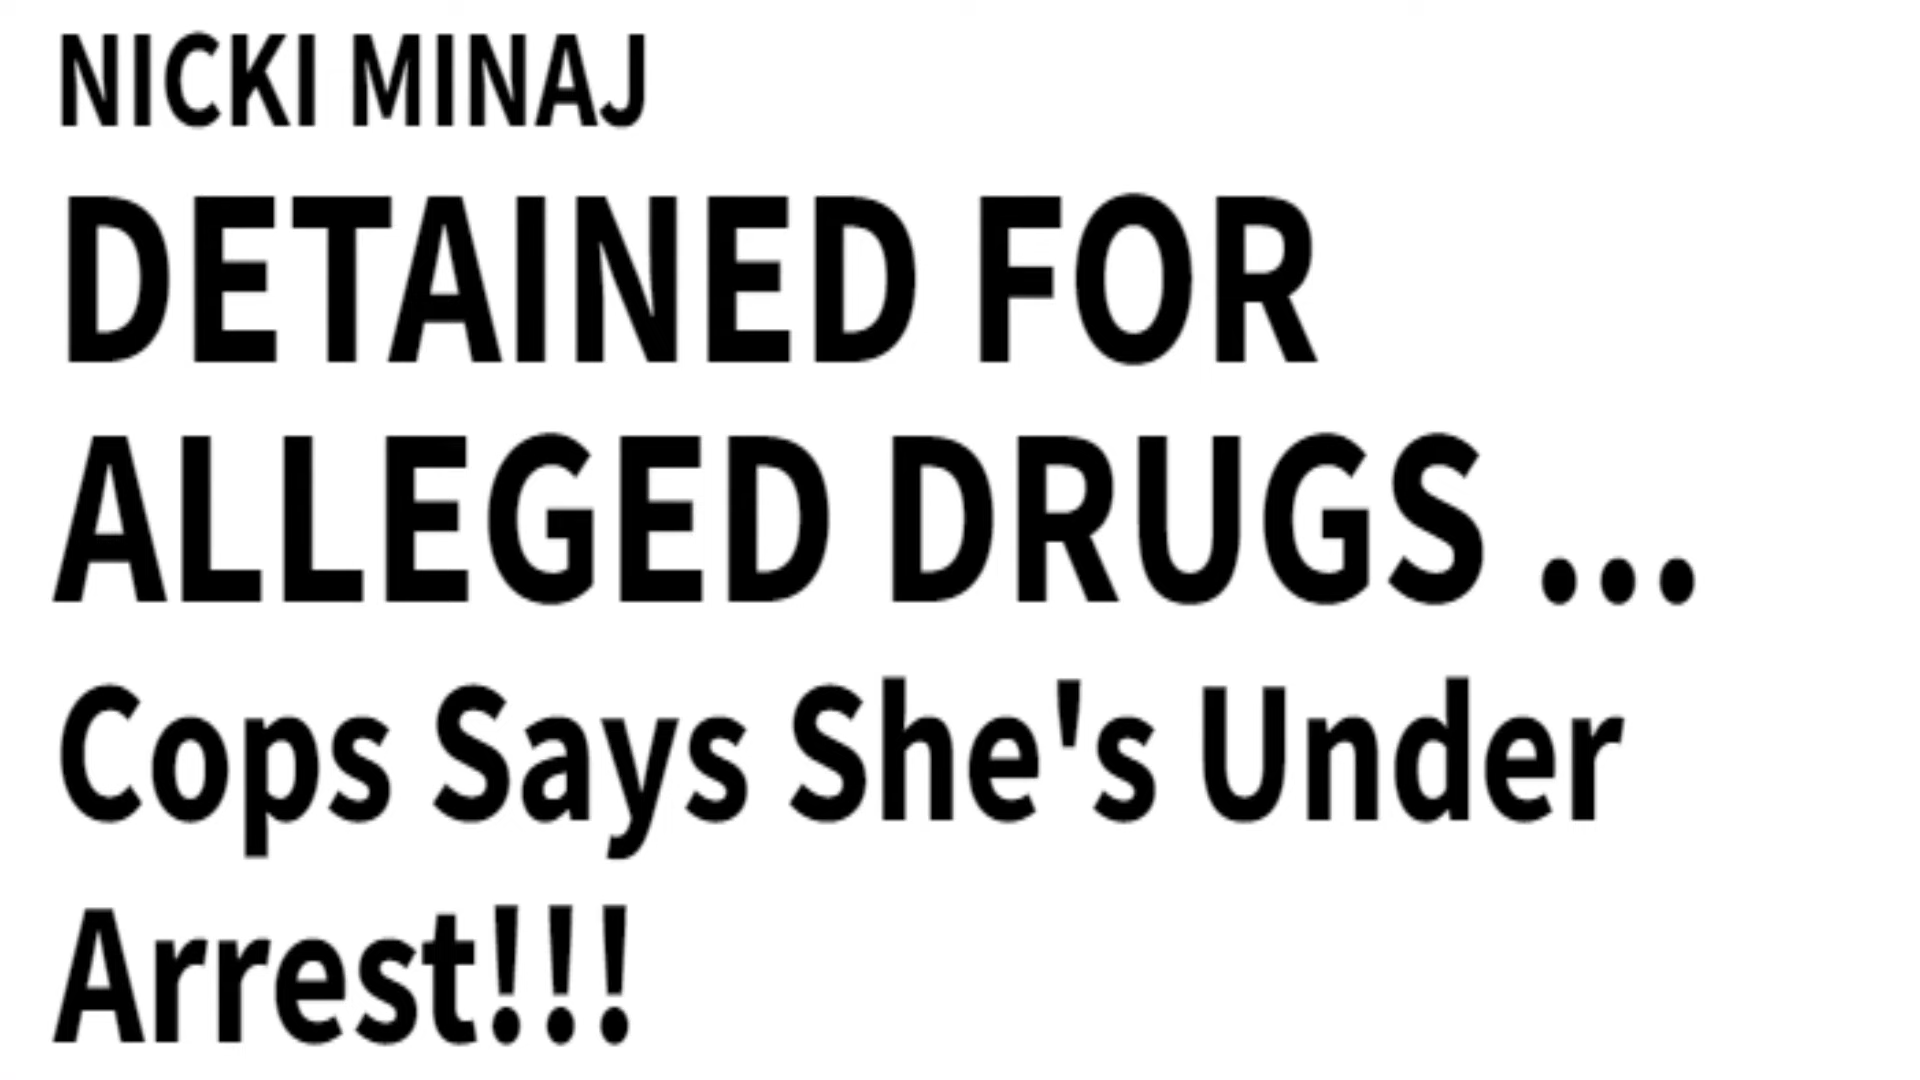 NICKI MINAJ
DETAINED FOR
ALLEGED DRUGS ...
Cops Says She's Under
Arrest!!!